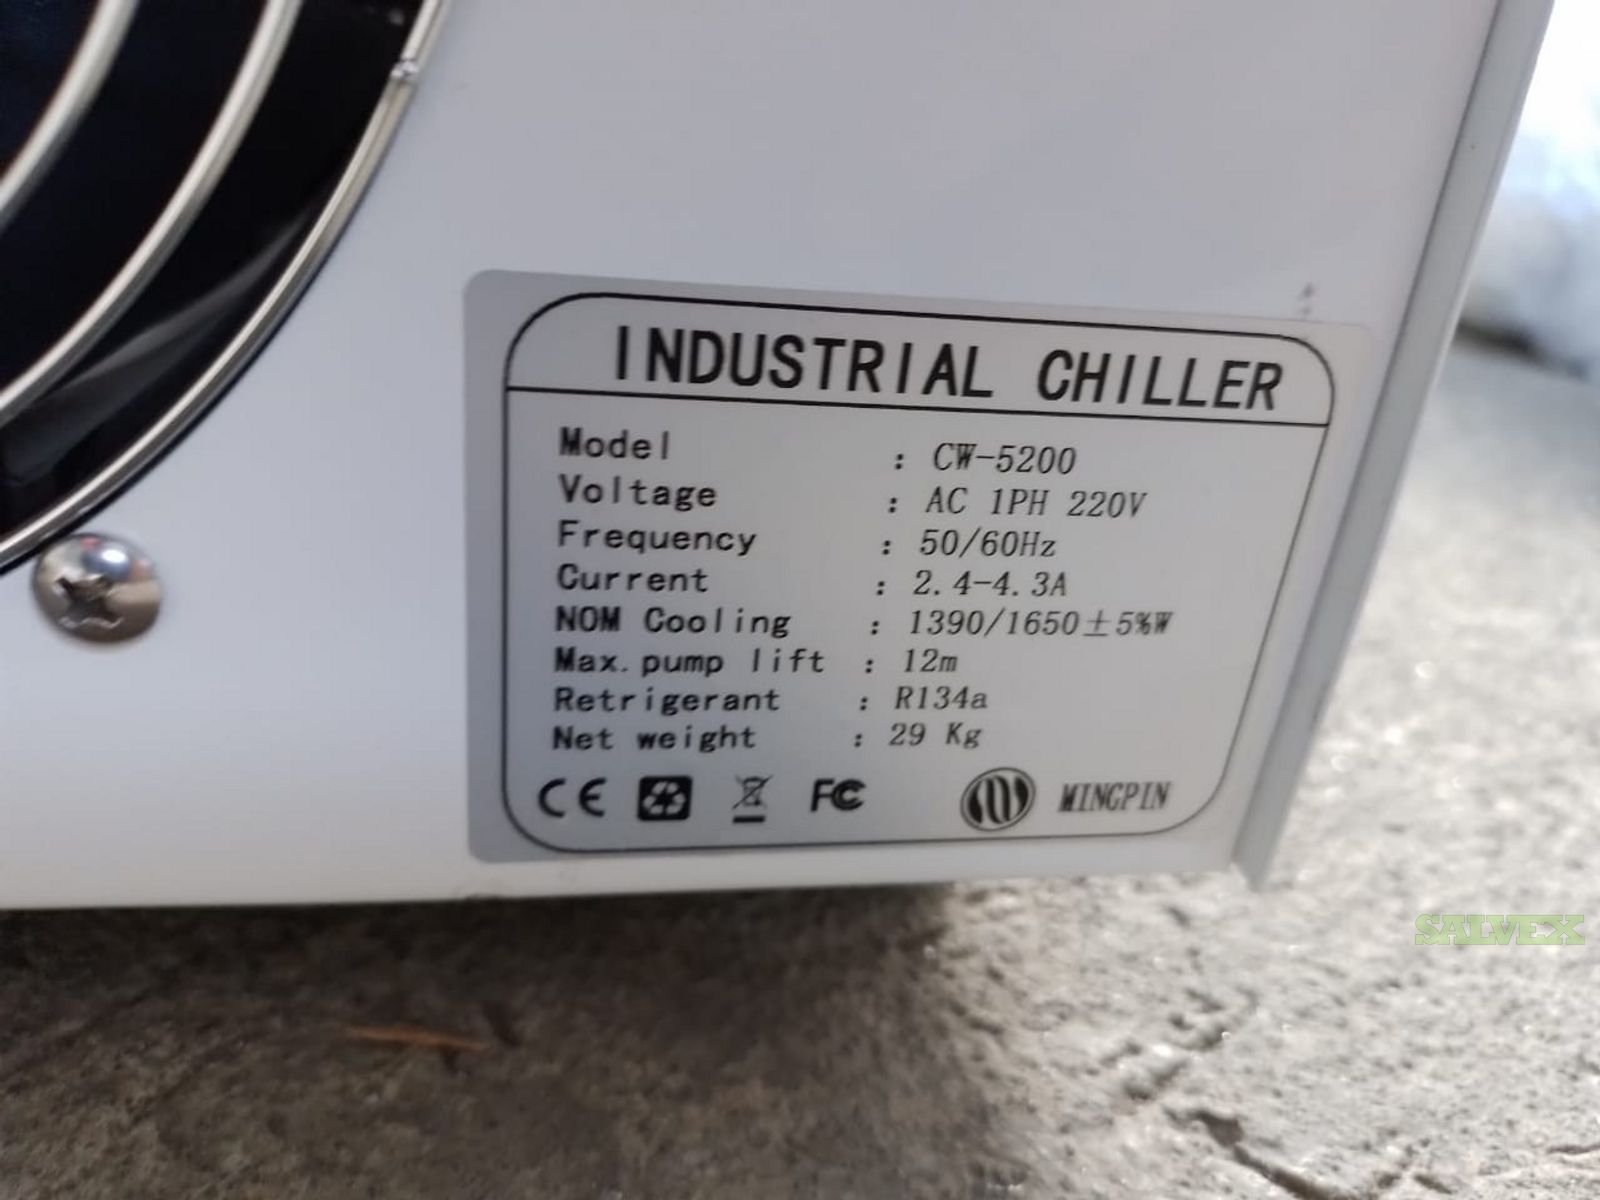 INDUSTRIAL CHILLER
Model : CW-5200
Voltage : AC 1PH 220V
Frequency : 50/60Hz
Current : 2.4-4.3A
NOM Cooling : 1390/1650±5%W
Max.pump lift : 12m
Retrigerant : R134a
Net weight : 29 Kg
CE FC MINGPIN
SALVEX